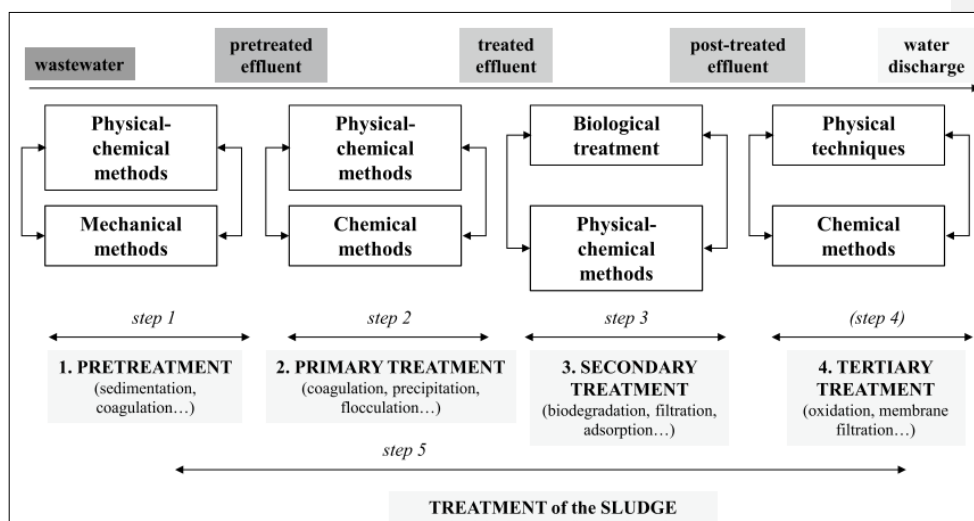 wastewater
pretreated
effluent
treated
effluent
post-treated
effluent
water
discharge
Physical-
chemical
methods
Mechanical
methods
Physical-
chemical
methods
Chemical
methods
Biological
treatment
Physical-
chemical
methods
Physical
techniques
Chemical
methods
step 1
step 2
step 3
(step 4)
1. PRETREATMENT
(sedimentation,
coagulation…)
2. PRIMARY TREATMENT
(coagulation, precipitation,
flocculation…)
3. SECONDARY
TREATMENT
(biodegradation, filtration,
adsorption…)
4. TERTIARY
TREATMENT
(oxidation, membrane
filtration…)
step 5
TREATMENT of the SLUDGE